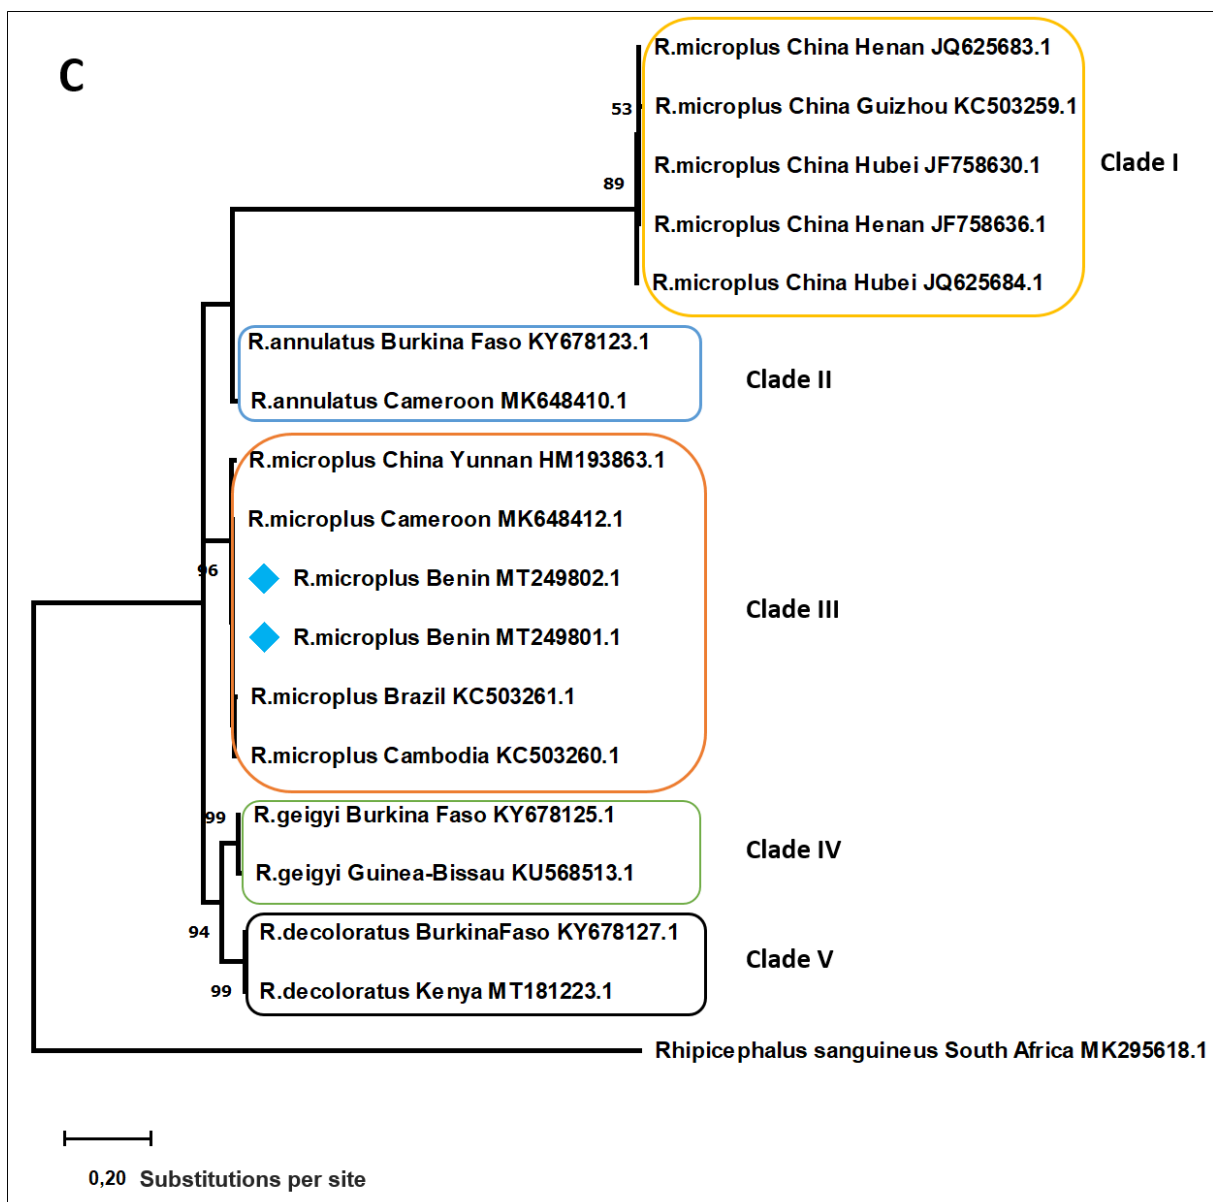 C
R.microplus China Henan JQ625683.1
53
R.microplus China Guizhou KC503259.1
R.microplus China Hubei JF758630.1
Clade I
89
R.microplus China Henan JF758636.1
R.microplus China Hubei JQ625684.1
R.annulatus Burkina Faso KY678123.1
Clade II
R.annulatus Cameroon MK648410.1
R.microplus China Yunnan HM193863.1
R.microplus Cameroon MK648412.1
96
R.microplus Benin MT249802.1
Clade III
R.microplus Benin MT249801.1
R.microplus Brazil KC503261.1
R.microplus Cambodia KC503260.1
99
R.geigyi Burkina Faso KY678125.1
Clade IV
R.geigyi Guinea-Bissau KU568513.1
94
R.decoloratus BurkinaFaso KY678127.1
Clade V
99
R.decoloratus Kenya MT181223.1
Rhipicephalus sanguineus South Africa MK295618.1
0,20 Substitutions per site